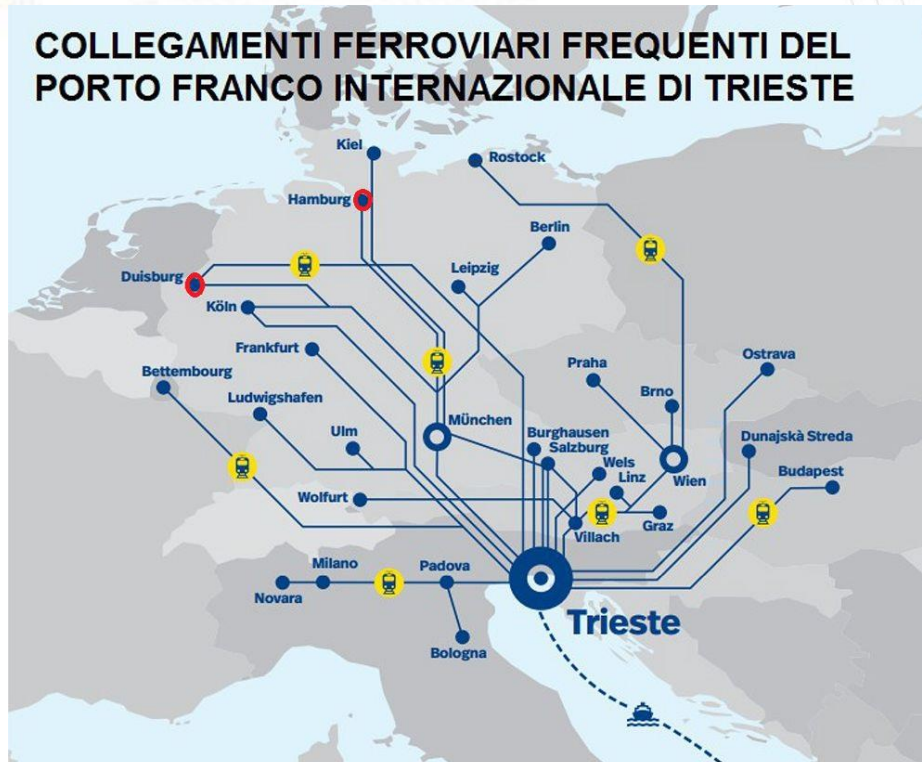 COLLEGAMENTI FERROVIARI FREQUENTI DEL
PORTO FRANCO INTERNAZIONALE DI TRIESTE
Kiel
Rostock
Hamburg
Berlin
Leipzig
Duisburg
Köln
Frankfurt
Praha
Ostrava
Bettembourg
Brno
Ludwigshafen
München
Burghausen
Dunajskà Streda
Ulm
Salzburg
Wels
Budapest
Linz
Wien
Wolfurt
Graz
Villach
Milano
Padova
Novara
Trieste
Bologna